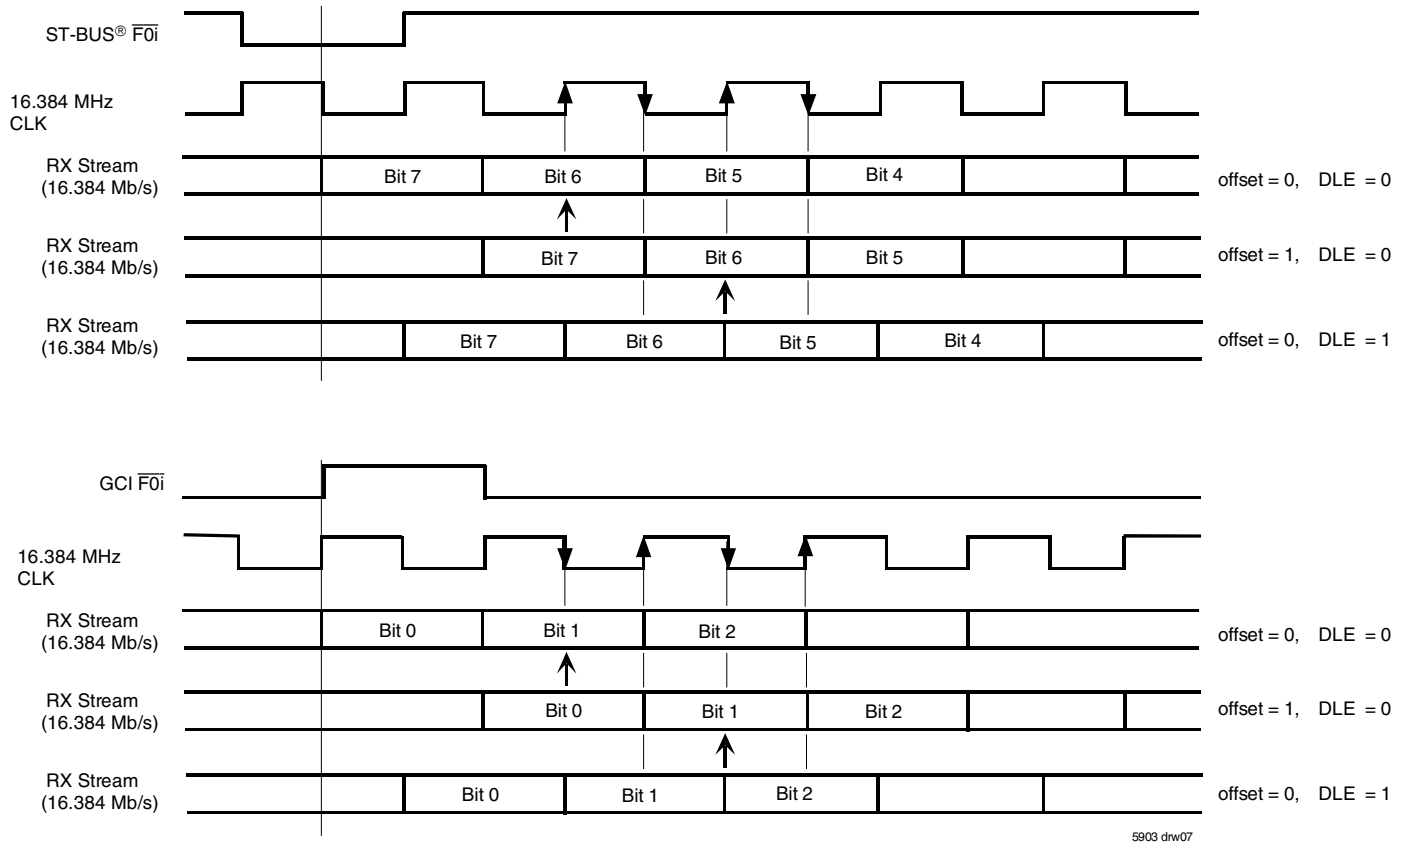 ST-BUS® F0i
16.384 MHz
CLK
RX Stream
(16.384 Mb/s)
Bit 7 Bit 6 Bit 5 Bit 4
offset = 0, DLE = 0
RX Stream
(16.384 Mb/s)
Bit 7 Bit 6 Bit 5
offset = 1, DLE = 0
RX Stream
(16.384 Mb/s)
Bit 7 Bit 6 Bit 5 Bit 4
offset = 0, DLE = 1
GCI F0i
16.384 MHz
CLK
RX Stream
(16.384 Mb/s)
Bit 0 Bit 1 Bit 2
offset = 0, DLE = 0
RX Stream
(16.384 Mb/s)
Bit 0 Bit 1 Bit 2
offset = 1, DLE = 0
RX Stream
(16.384 Mb/s)
Bit 0 Bit 1 Bit 2
offset = 0, DLE = 1
5903 drw07